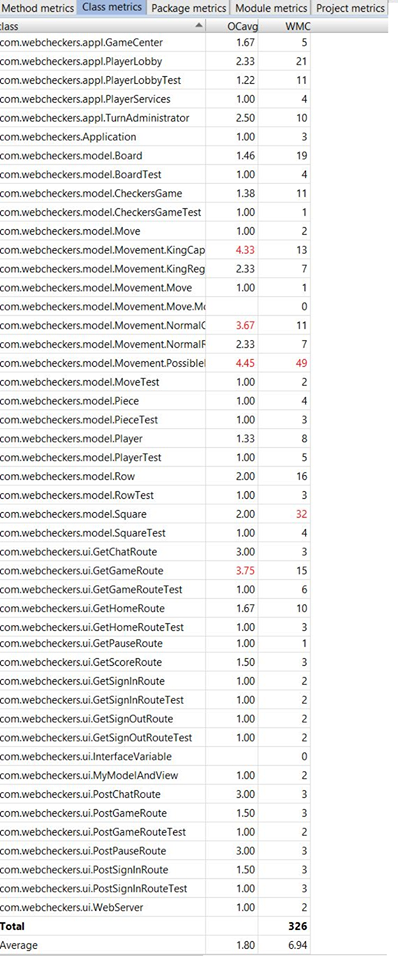 Method metrics Class metrics Package metrics Module metrics Project metrics
class OCavg WMC
com.webcheckers.appl.GameCenter 1.67 5
com.webcheckers.appl.PlayerLobby 2.33 21
com.webcheckers.appl.PlayerLobbyTest 1.22 11
com.webcheckers.appl.PlayerServices 1.00 4
com.webcheckers.appl.TurnAdministrator 2.50 10
com.webcheckers.Application 1.00 3
com.webcheckers.model.Board 1.46 19
com.webcheckers.model.BoardTest 1.00 4
com.webcheckers.model.CheckersGame 1.38 11
com.webcheckers.model.CheckersGameTest 1.00 1
com.webcheckers.model.Move 1.00 2
com.webcheckers.model.Movement.KingCap 4.33 13
com.webcheckers.model.Movement.KingReg 2.33 7
com.webcheckers.model.Movement.Move 1.00 1
com.webcheckers.model.Movement.Move.Mo 0
com.webcheckers.model.Movement.NormalC 3.67 11
com.webcheckers.model.Movement.NormalR 2.33 7
com.webcheckers.model.Movement.Possible 4.45 49
com.webcheckers.model.MoveTest 1.00 2
com.webcheckers.model.Piece 1.00 4
com.webcheckers.model.PieceTest 1.00 3
com.webcheckers.model.Player 1.33 8
com.webcheckers.model.PlayerTest 1.00 5
com.webcheckers.model.Row 2.00 16
com.webcheckers.model.RowTest 1.00 3
com.webcheckers.model.Square 2.00 32
com.webcheckers.model.SquareTest 1.00 4
com.webcheckers.ui.GetChatRoute 3.00 3
com.webcheckers.ui.GetGameRoute 3.75 15
com.webcheckers.ui.GetGameRouteTest 1.00 6
com.webcheckers.ui.GetHomeRoute 1.67 10
com.webcheckers.ui.GetHomeRouteTest 1.00 3
com.webcheckers.ui.GetPauseRoute 1.00 1
com.webcheckers.ui.GetScoreRoute 1.50 3
com.webcheckers.ui.GetSignInRoute 1.00 2
com.webcheckers.ui.GetSignInRouteTest 1.00 2
com.webcheckers.ui.GetSignOutRoute 1.00 2
com.webcheckers.ui.GetSignOutRouteTest 1.00 2
com.webcheckers.ui.InterfaceVariable 0
com.webcheckers.ui.MyModelAndView 1.00 2
com.webcheckers.ui.PostChatRoute 3.00 3
com.webcheckers.ui.PostGameRoute 1.50 3
com.webcheckers.ui.PostGameRouteTest 1.00 2
com.webcheckers.ui.PostPauseRoute 3.00 3
com.webcheckers.ui.PostSignInRoute 1.50 3
com.webcheckers.ui.PostSignInRouteTest 1.00 3
com.webcheckers.ui.WebServer 1.00 2
Total 326
Average 1.80 6.94